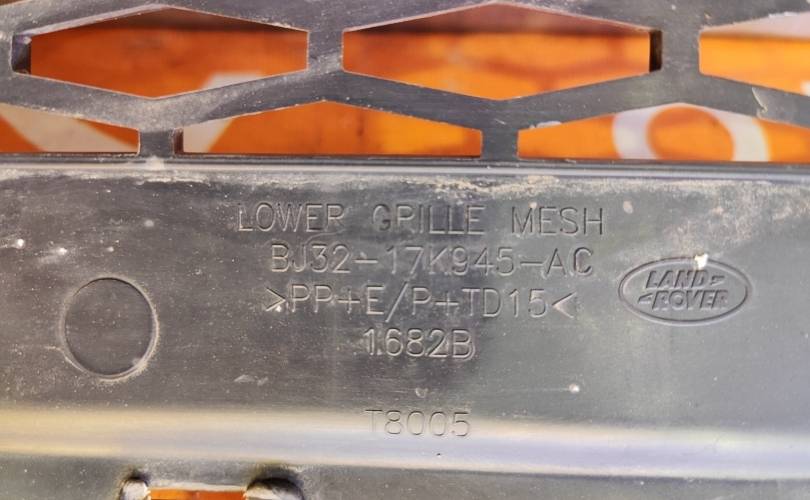 LOWER GRILLE MESH
BJ32-17K945-AC
>PP+E/P+TD15<
1682B
T8005
LAND
ROVER